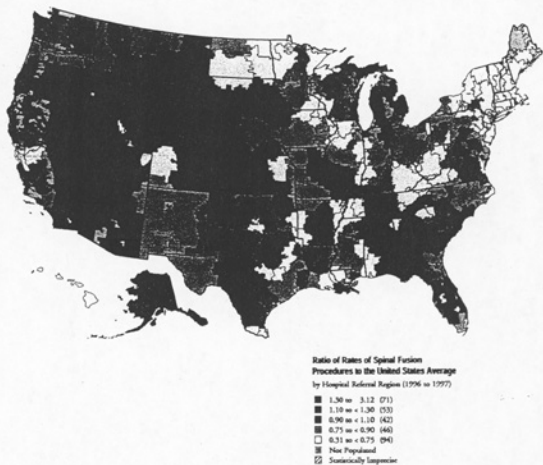 Ratio of Rates of Spinal Fusion
Procedures to the United States Average
by Hospital Referral Region (1996 to 1997)
1.30 to 3.12 (71)
1.10 to < 1.30 (53)
0.90 to < 1.10 (42)
0.75 to < 0.90 (46)
0.31 to < 0.75 (94)
Not Populated
Statistically Imprecise